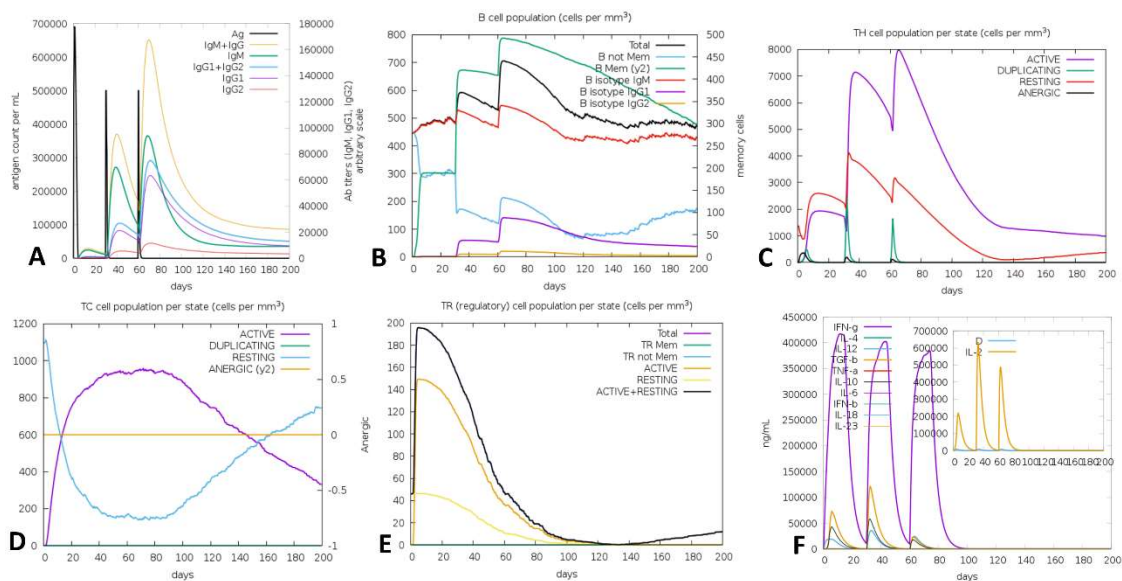 700000
600000
500000
400000
300000
200000
100000
0
antigen count per mL
Ag
IgM+IgG
IgM
IgG1+IgG2
IgG1
IgG2
180000
160000
140000
120000
100000
80000
60000
40000
20000
0
Ab titers (IgM, IgG1, IgG2)
arbitrary scale
0 20 40 60 80 100 120 140 160 180 200
days
A
B cell population (cells per mm³)
900
800
700
600
500
400
300
200
100
0
Total
B not Mem
B Mem (y2)
B isotype IgM
B isotype IgG1
B isotype IgG2
500
450
400
350
300
250
200
150
100
50
0
memory cells
0 20 40 60 80 100 120 140 160 180 200
days
B
TH cell population per state (cells per mm³)
8000
7000
6000
5000
4000
3000
2000
1000
0
ACTIVE
DUPLICATING
RESTING
ANERGIC
0 20 40 60 80 100 120 140 160 180 200
days
C
TC cell population per state (cells per mm³)
1200
1000
800
600
400
200
0
ACTIVE
DUPLICATING
RESTING
ANERGIC (y2)
1
0.5
0
-0.5
-1
Anergic
0 20 40 60 80 100 120 140 160 180 200
days
D
TR (regulatory) cell population per state (cells per mm³)
200
180
160
140
120
100
80
60
40
20
0
Total
TR Mem
TR not Mem
ACTIVE
RESTING
ACTIVE+RESTING
0 20 40 60 80 100 120 140 160 180 200
days
E
450000
400000
350000
300000
250000
200000
150000
100000
50000
0
ng/mL
IFN-g
IL-4
IL-12
TGF-b
TNF-a
IL-10
IL-6
IFN-b
IL-18
IL-23
700000
600000
500000
400000
300000
200000
100000
0
D
IL-2
0 20 40 60 80 100 120 140 160 180 200
0 20 40 60 80 100 120 140 160 180 200
days
F